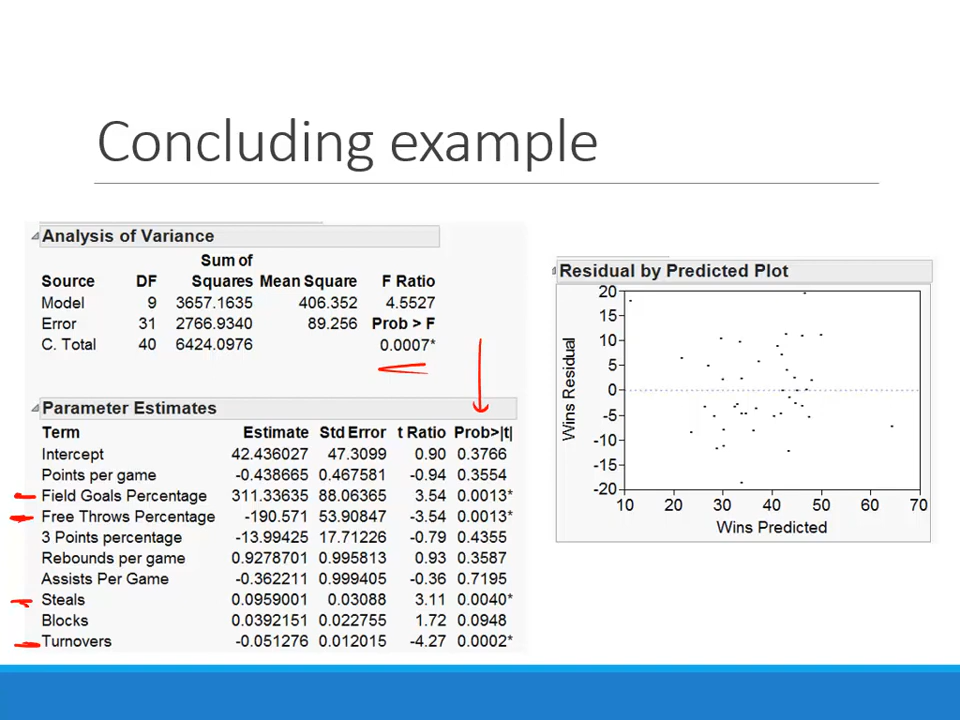 Concluding example
Analysis of Variance
Sum of
Source DF Squares Mean Square F Ratio
Model 9 3657.1635 406.352 4.5527
Error 31 2766.9340 89.256 Prob > F
C. Total 40 6424.0976 0.0007*
Parameter Estimates
Term Estimate Std Error t Ratio Prob>|t|
Intercept 42.436027 47.3099 0.90 0.3766
Points per game -0.438665 0.467581 -0.94 0.3554
Field Goals Percentage 311.33635 88.06365 3.54 0.0013*
Free Throws Percentage -190.571 53.90847 -3.54 0.0013*
3 Points percentage -13.99425 17.71226 -0.79 0.4355
Rebounds per game 0.9278701 0.995813 0.93 0.3587
Assists Per Game -0.362211 0.999405 -0.36 0.7195
Steals 0.0959001 0.03088 3.11 0.0040*
Blocks 0.0392151 0.022755 1.72 0.0948
Turnovers -0.051276 0.012015 -4.27 0.0002*
Residual by Predicted Plot
Wins Residual
20
15
10
5
0
-5
-10
-15
-20
10 20 30 40 50 60 70
Wins Predicted